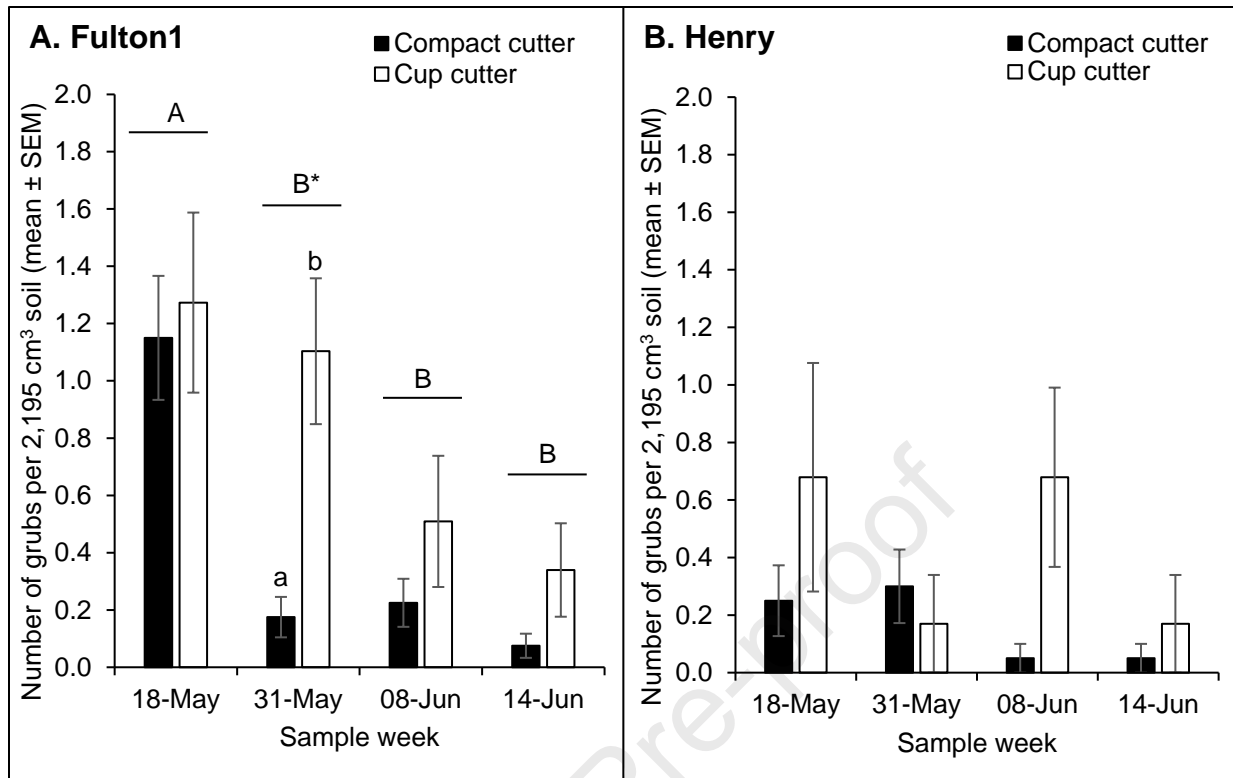 A. Fulton1
Compact cutter
Cup cutter
Number of grubs per 2,195 cm³ soil (mean ± SEM)
2.0
1.8
1.6
1.4
1.2
1.0
0.8
0.6
0.4
0.2
0.0
A
B*
a
b
B
B
18-May 31-May 08-Jun 14-Jun
Sample week
B. Henry
Compact cutter
Cup cutter
Number of grubs per 2,195 cm³ soil (mean ± SEM)
2.0
1.8
1.6
1.4
1.2
1.0
0.8
0.6
0.4
0.2
0.0
18-May 31-May 08-Jun 14-Jun
Sample week
Pre-proof